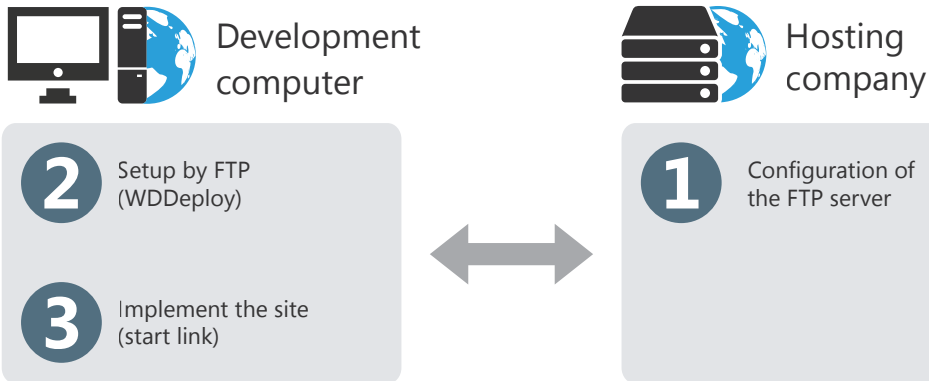 Development
computer
Hosting
company
2
Setup by FTP
(WDDeploy)
3
Implement the site
(start link)
1
Configuration of
the FTP server